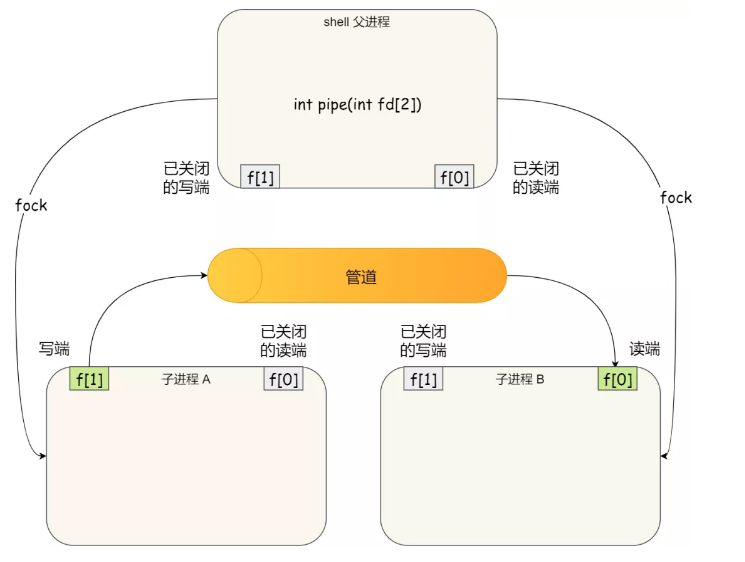 shell 父进程
int pipe(int fd[2])
已关闭
的写端
f[1]
f[0]
已关闭
的读端
fock
fock
管道
写端
已关闭
的读端
已关闭
的写端
读端
f[1]
子进程 A
f[0]
f[1]
子进程 B
f[0]